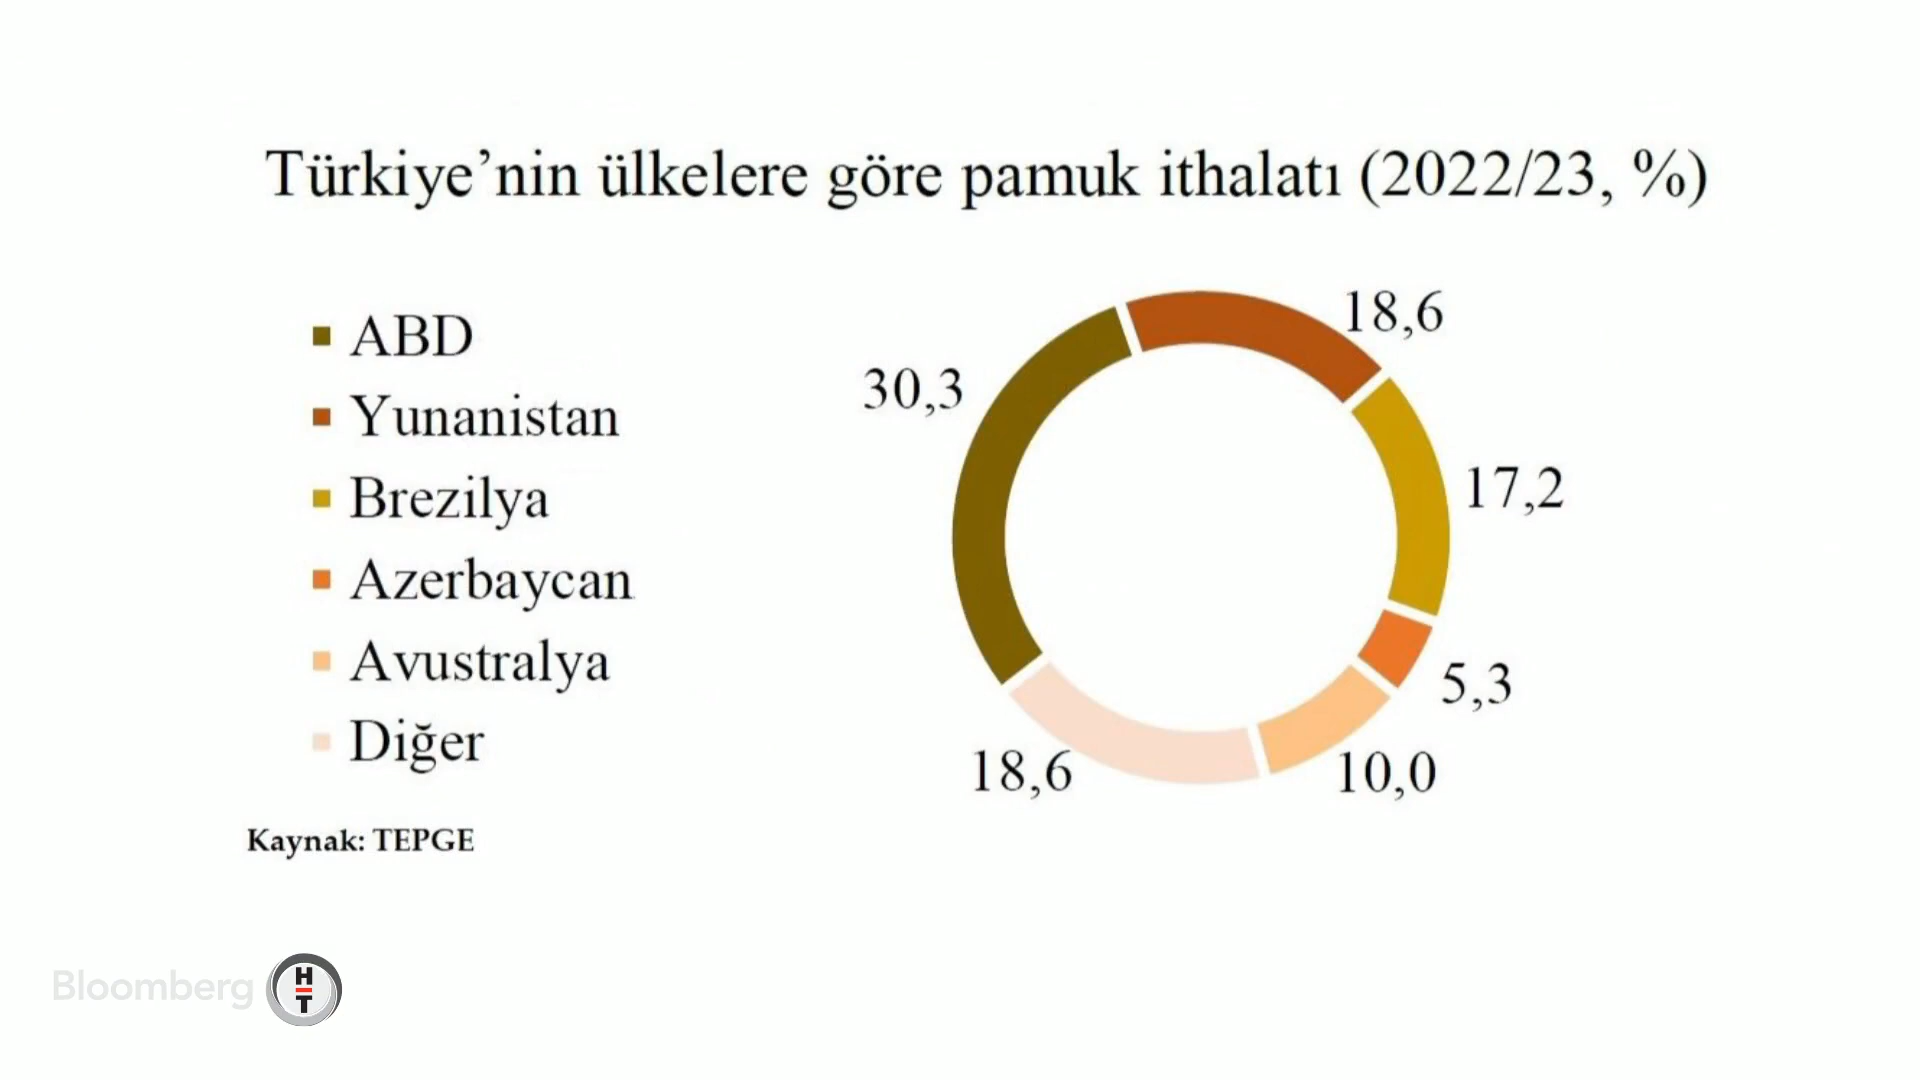 Türkiye’nin ülkelere göre pamuk ithalatı (2022/23, %)
ABD
Yunanistan
Brezilya
Azerbaycan
Avustralya
Diğer
30,3
18,6
17,2
5,3
10,0
18,6
Kaynak: TEPGE
Bloomberg HT